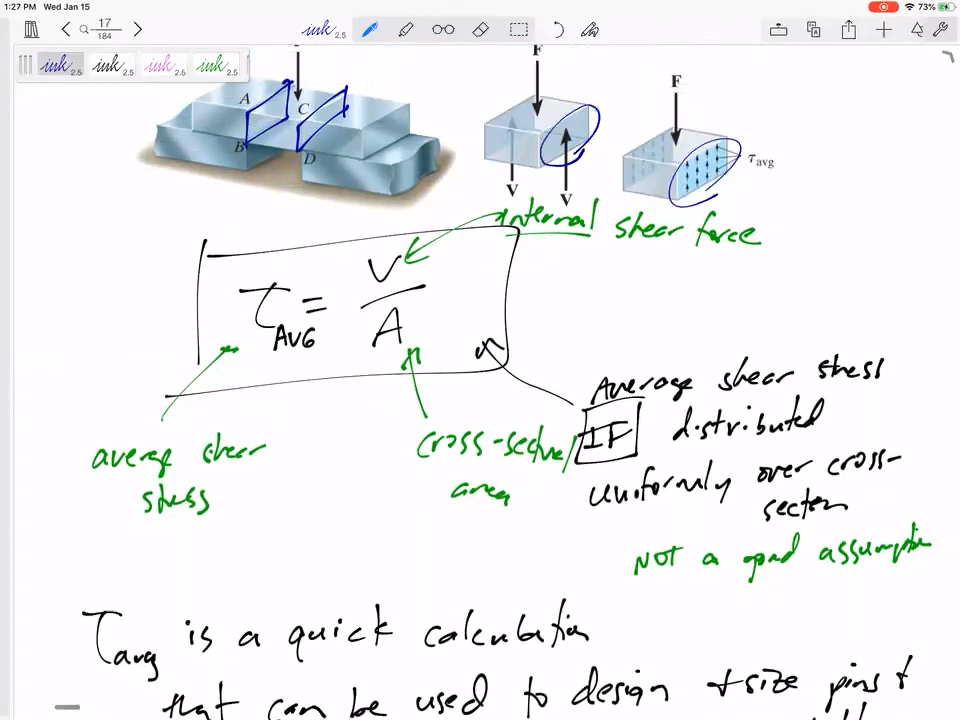 1:27 PM Wed Jan 15
73%
17
184
ink 2.5
ink 2.5
ink 2.5
ink 2.5
ink 2.5
A
C
B
D
F
V
V
F
τavg
internal shear force
τAVG = V/A
average shear
stress
cross-section/
area
Average shear stress
IF distributed
uniformly over cross-
section
NOT a good assumption
τavg is a quick calculation
that can be used to design + size pins +